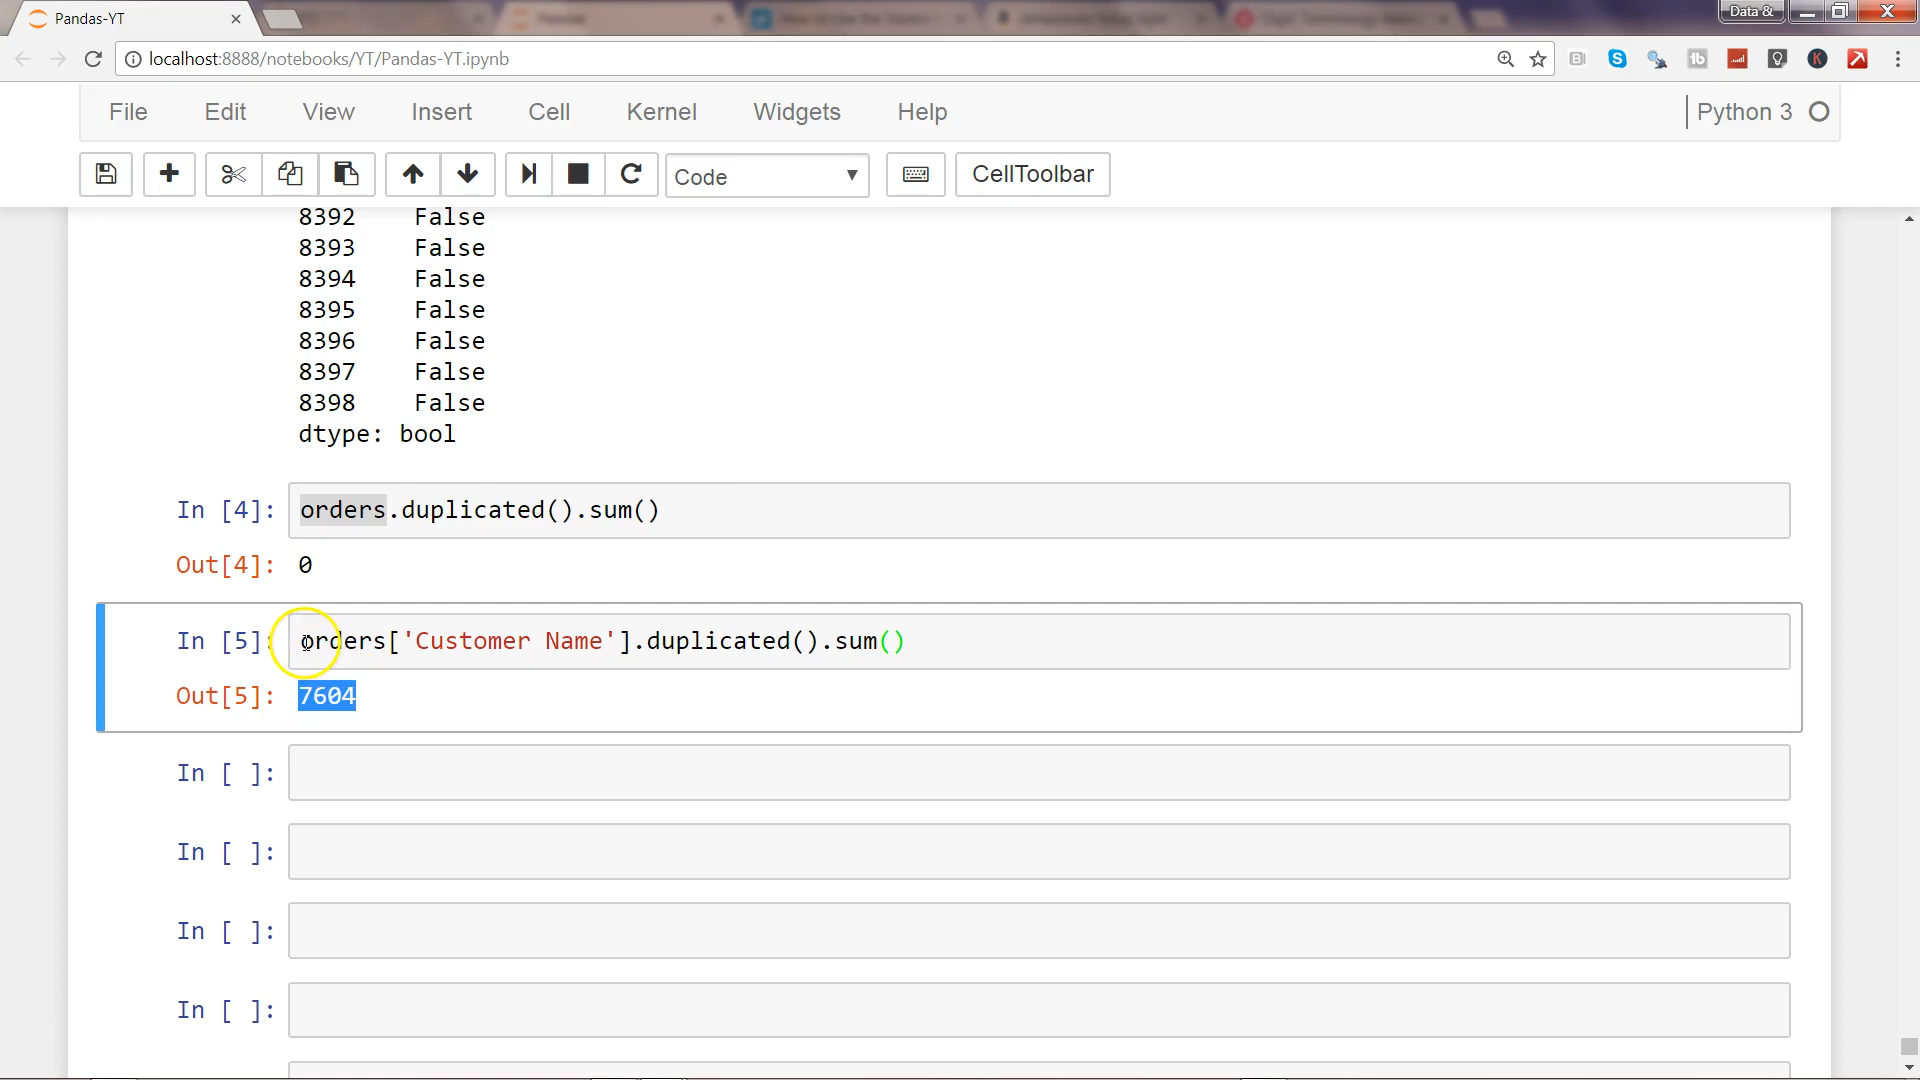 Pandas-YT
Data &
localhost:8888/notebooks/YT/Pandas-YT.ipynb
File Edit View Insert Cell Kernel Widgets Help Python 3
Code CellToolbar
8392 False
8393 False
8394 False
8395 False
8396 False
8397 False
8398 False
dtype: bool
In [4]: orders.duplicated().sum()
Out[4]: 0
In [5]: orders['Customer Name'].duplicated().sum()
Out[5]: 7604
In [ ]:
In [ ]:
In [ ]:
In [ ]: